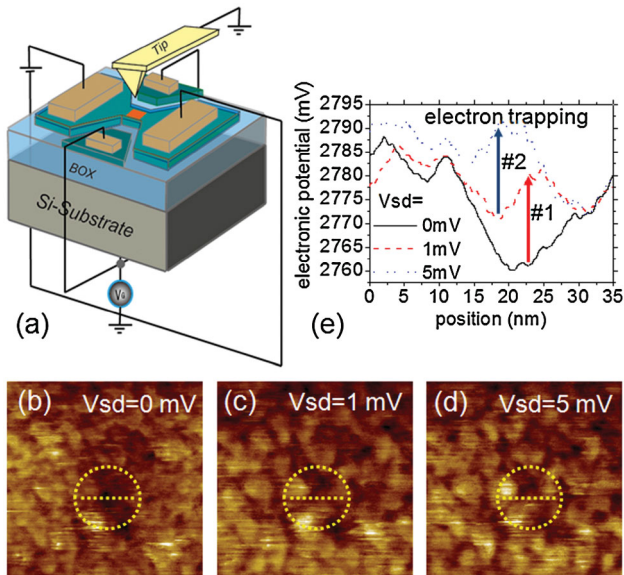 (a)
Tip
BOX
Si-Substrate
(e)
electronic potential (mV)
2795
2790
2785
2780
2775
2770
2765
2760
electron trapping
#2
#1
Vsd=
0mV
1mV
5mV
0 5 10 15 20 25 30 35
position (nm)
(b) Vsd=0 mV
(c) Vsd=1 mV
(d) Vsd=5 mV